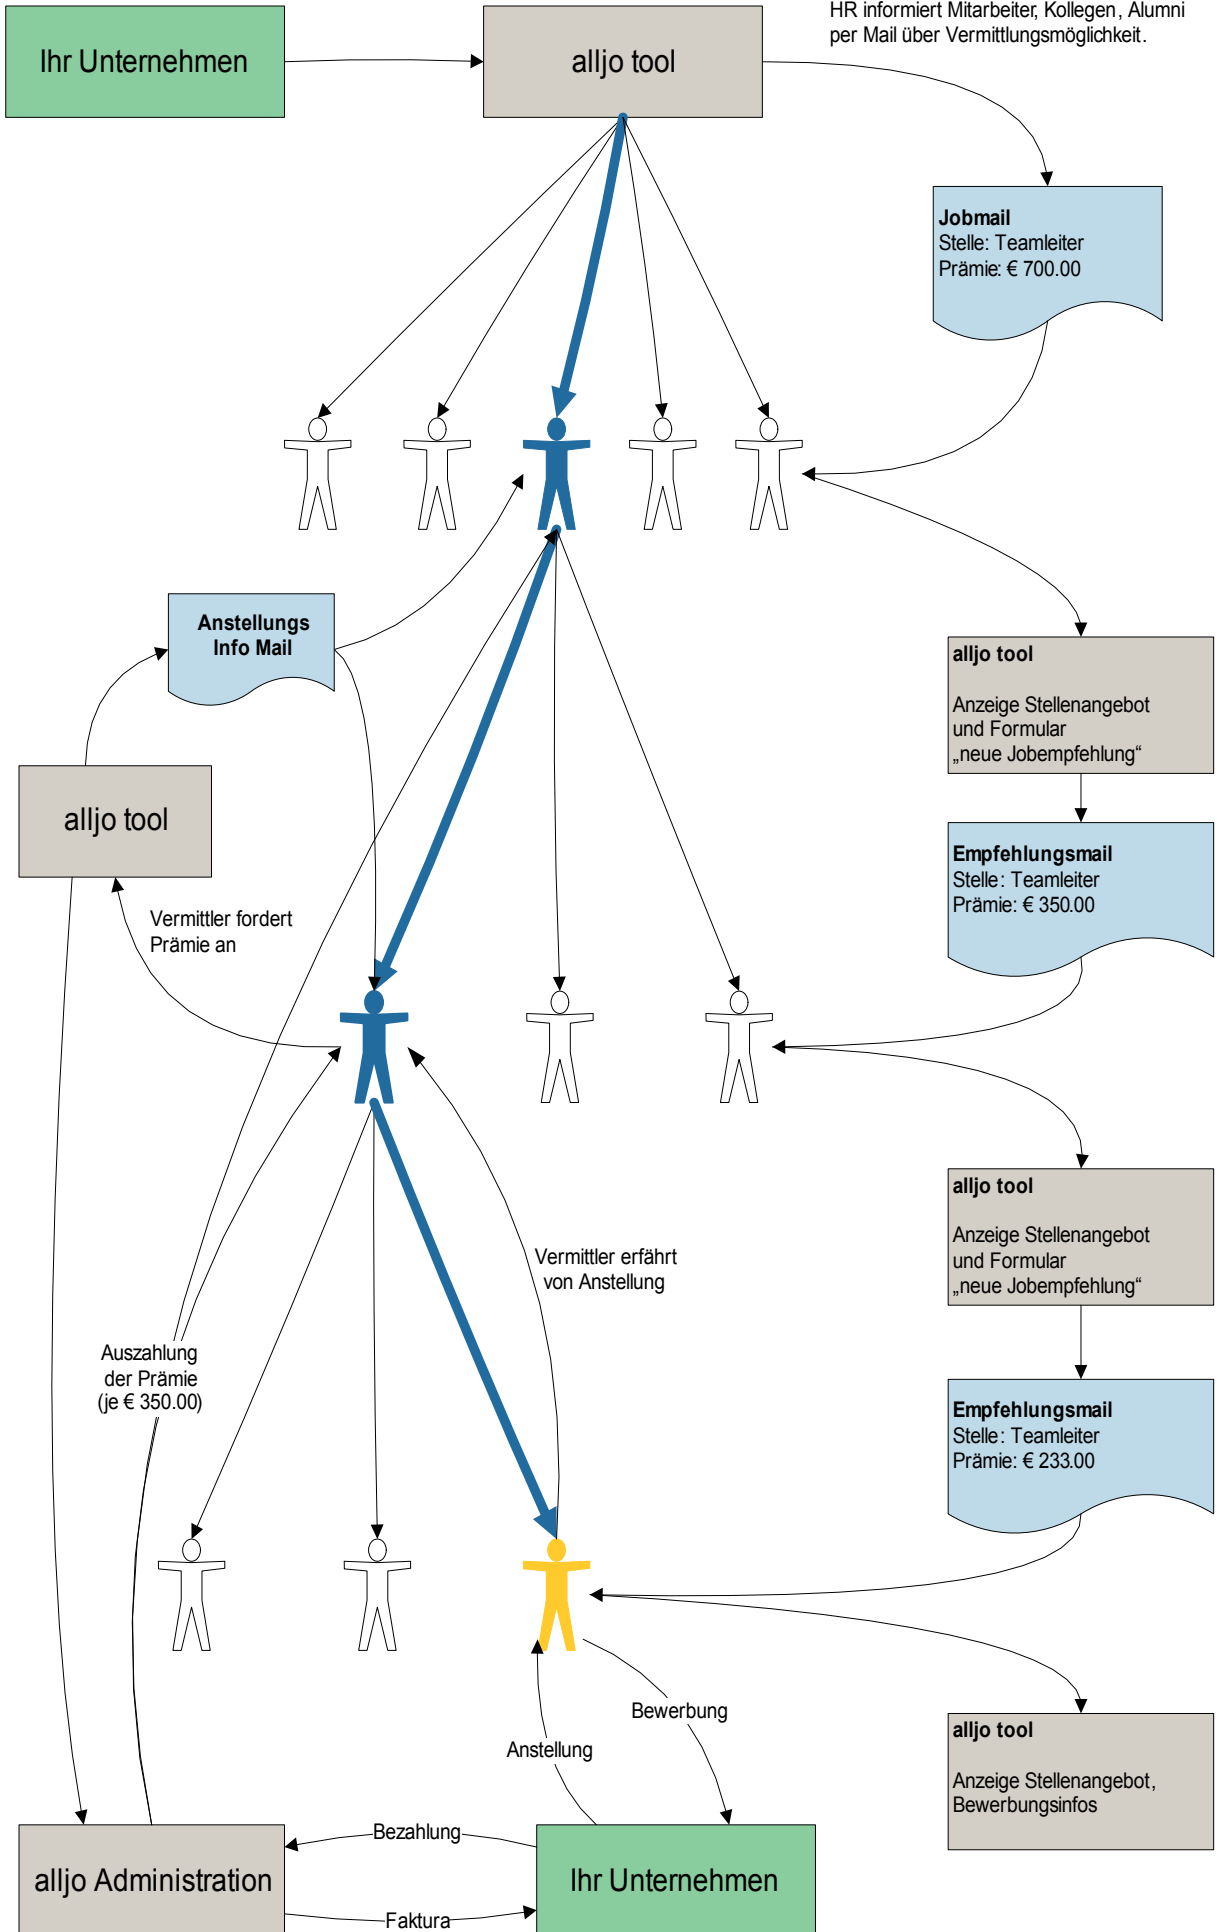 HR informiert Mitarbeiter, Kollegen, Alumni
per Mail über Vermittlungsmöglichkeit.
Ihr Unternehmen
alljo tool
Jobmail
Stelle: Teamleiter
Prämie: € 700.00
Anstellungs
Info Mail
alljo tool
Anzeige Stellenangebot
und Formular
„neue Jobempfehlung“
alljo tool
Empfehlungsmail
Stelle: Teamleiter
Prämie: € 350.00
Vermittler fordert
Prämie an
alljo tool
Anzeige Stellenangebot
und Formular
„neue Jobempfehlung“
Vermittler erfährt
von Anstellung
Auszahlung
der Prämie
(je € 350.00)
Empfehlungsmail
Stelle: Teamleiter
Prämie: € 233.00
Bewerbung
Anstellung
alljo tool
Anzeige Stellenangebot,
Bewerbungsinfos
Bezahlung
alljo Administration
Ihr Unternehmen
Faktura